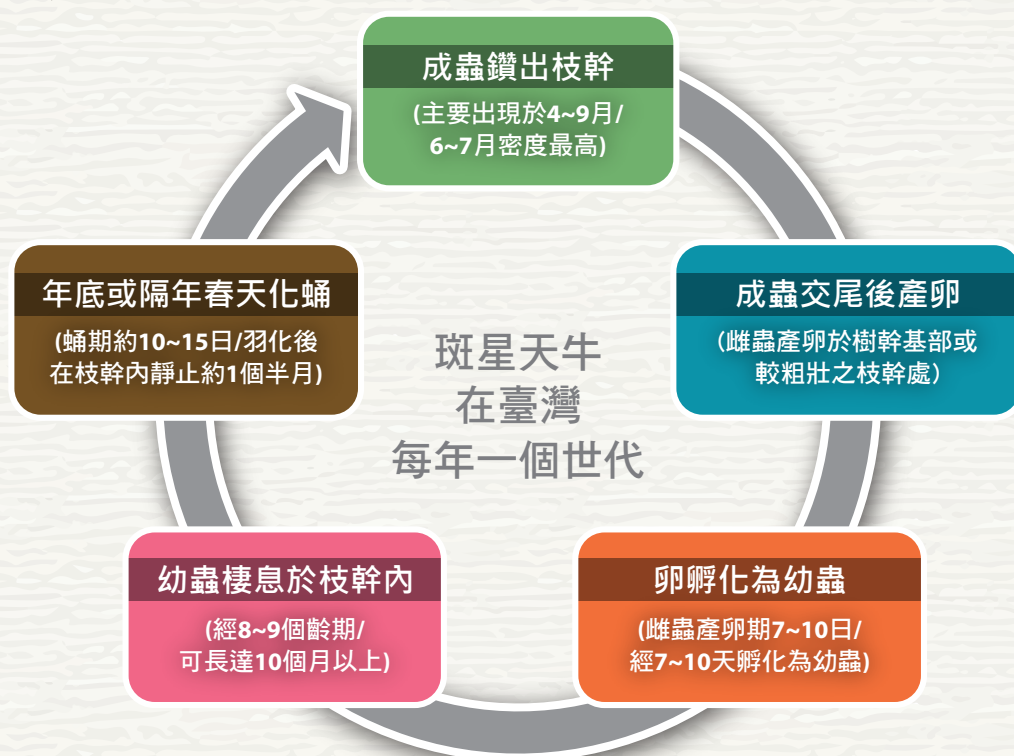 成蟲鑽出枝幹
(主要出現於4~9月/
6~7月密度最高)
成蟲交尾後產卵
(雌蟲產卵於樹幹基部或
較粗壯之枝幹處)
卵孵化為幼蟲
(雌蟲產卵期7~10日/
經7~10天孵化為幼蟲)
幼蟲棲息於枝幹內
(經8~9個齡期/
可長達10個月以上)
年底或隔年春天化蛹
(蛹期約10~15日/羽化後
在枝幹內靜止約1個半月)
斑星天牛
在臺灣
每年一個世代